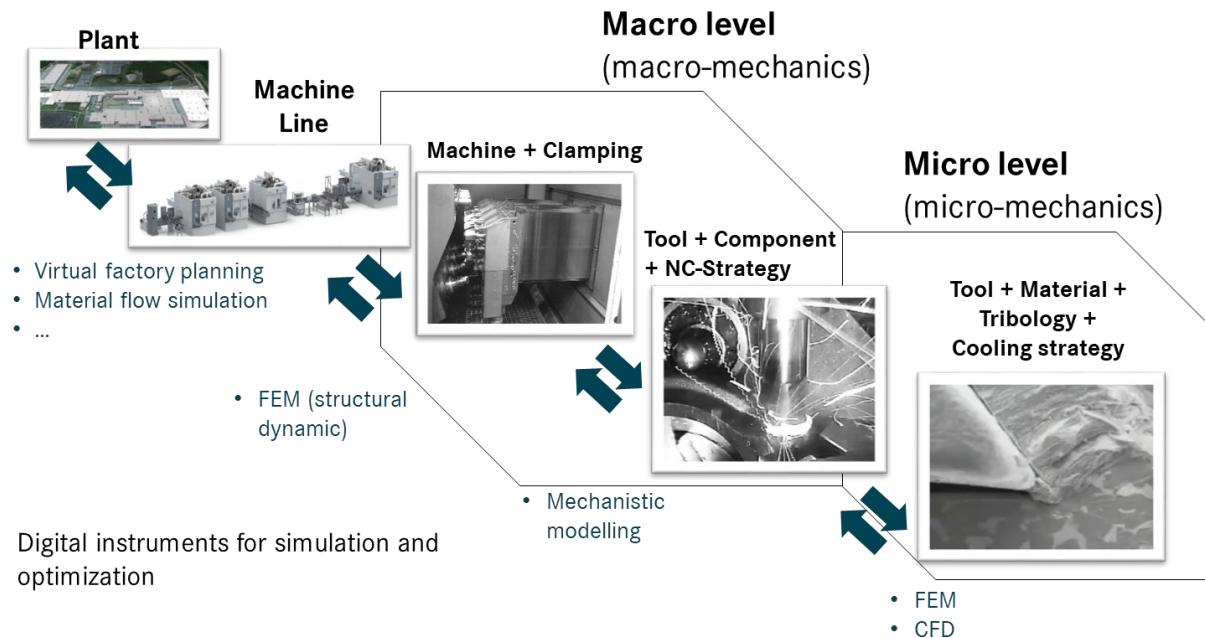 Plant
Macro level
(macro-mechanics)
Machine
Line
Machine + Clamping
Micro level
(micro-mechanics)
Tool + Component
+ NC-Strategy
• Virtual factory planning
• Material flow simulation
• ...
Tool + Material +
Tribology +
Cooling strategy
• FEM (structural
dynamic)
• Mechanistic
modelling
Digital instruments for simulation and
optimization
• FEM
• CFD